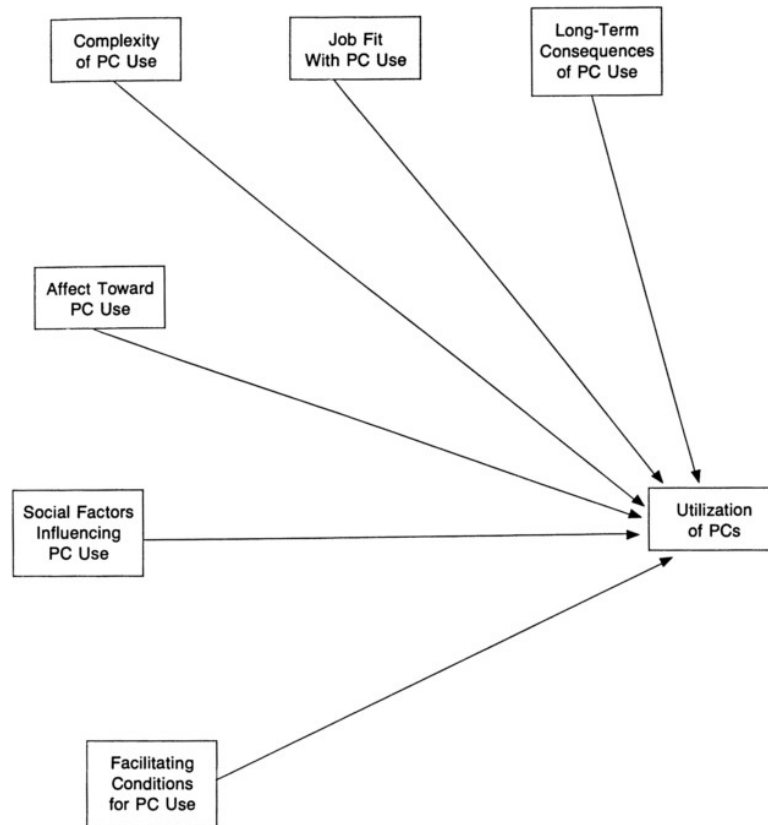 Complexity
of PC Use
Job Fit
With PC Use
Long-Term
Consequences
of PC Use
Affect Toward
PC Use
Social Factors
Influencing
PC Use
Utilization
of PCs
Facilitating
Conditions
for PC Use